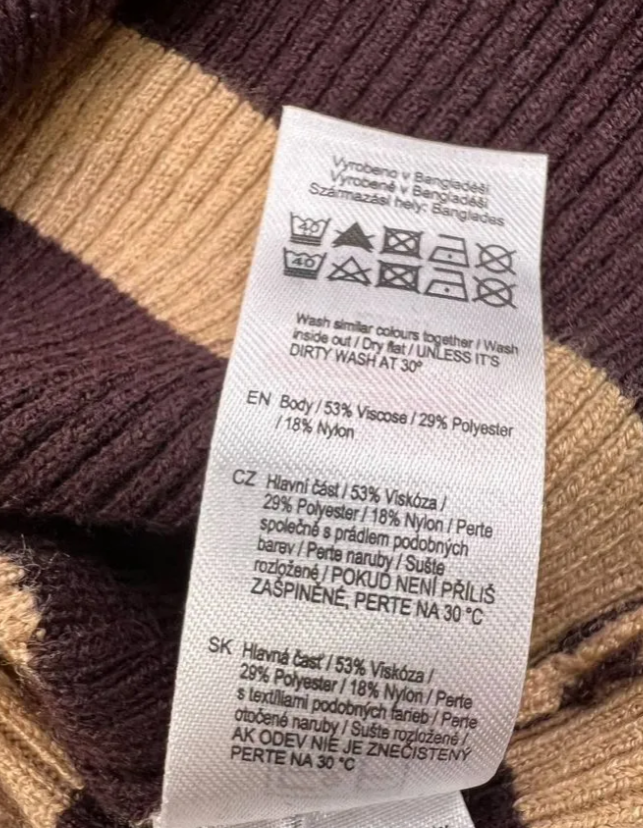 Vyrobeno v Bangladéši
Vyrobené v Bangladéši
Származási hely: Banglades
40
40
Wash similar colours together / Wash
inside out / Dry flat / UNLESS IT'S
DIRTY WASH AT 30º
EN Body / 53% Viscose / 29% Polyester
/ 18% Nylon
CZ Hlavní část / 53% Viskóza /
29% Polyester / 18% Nylon / Perte
společně s prádlem podobných
barev / Perte naruby / Sušte
rozložené / POKUD NENÍ PŘÍLIŠ
ZAŠPINĚNÉ, PERTE NA 30 °C
SK Hlavná časť / 53% Viskóza /
29% Polyester / 18% Nylon / Perte
s textíliami podobných farieb / Perte
otočené naruby / Sušte rozložené /
AK ODEV NIE JE ZNEČISTENÝ
PERTE NA 30 °C